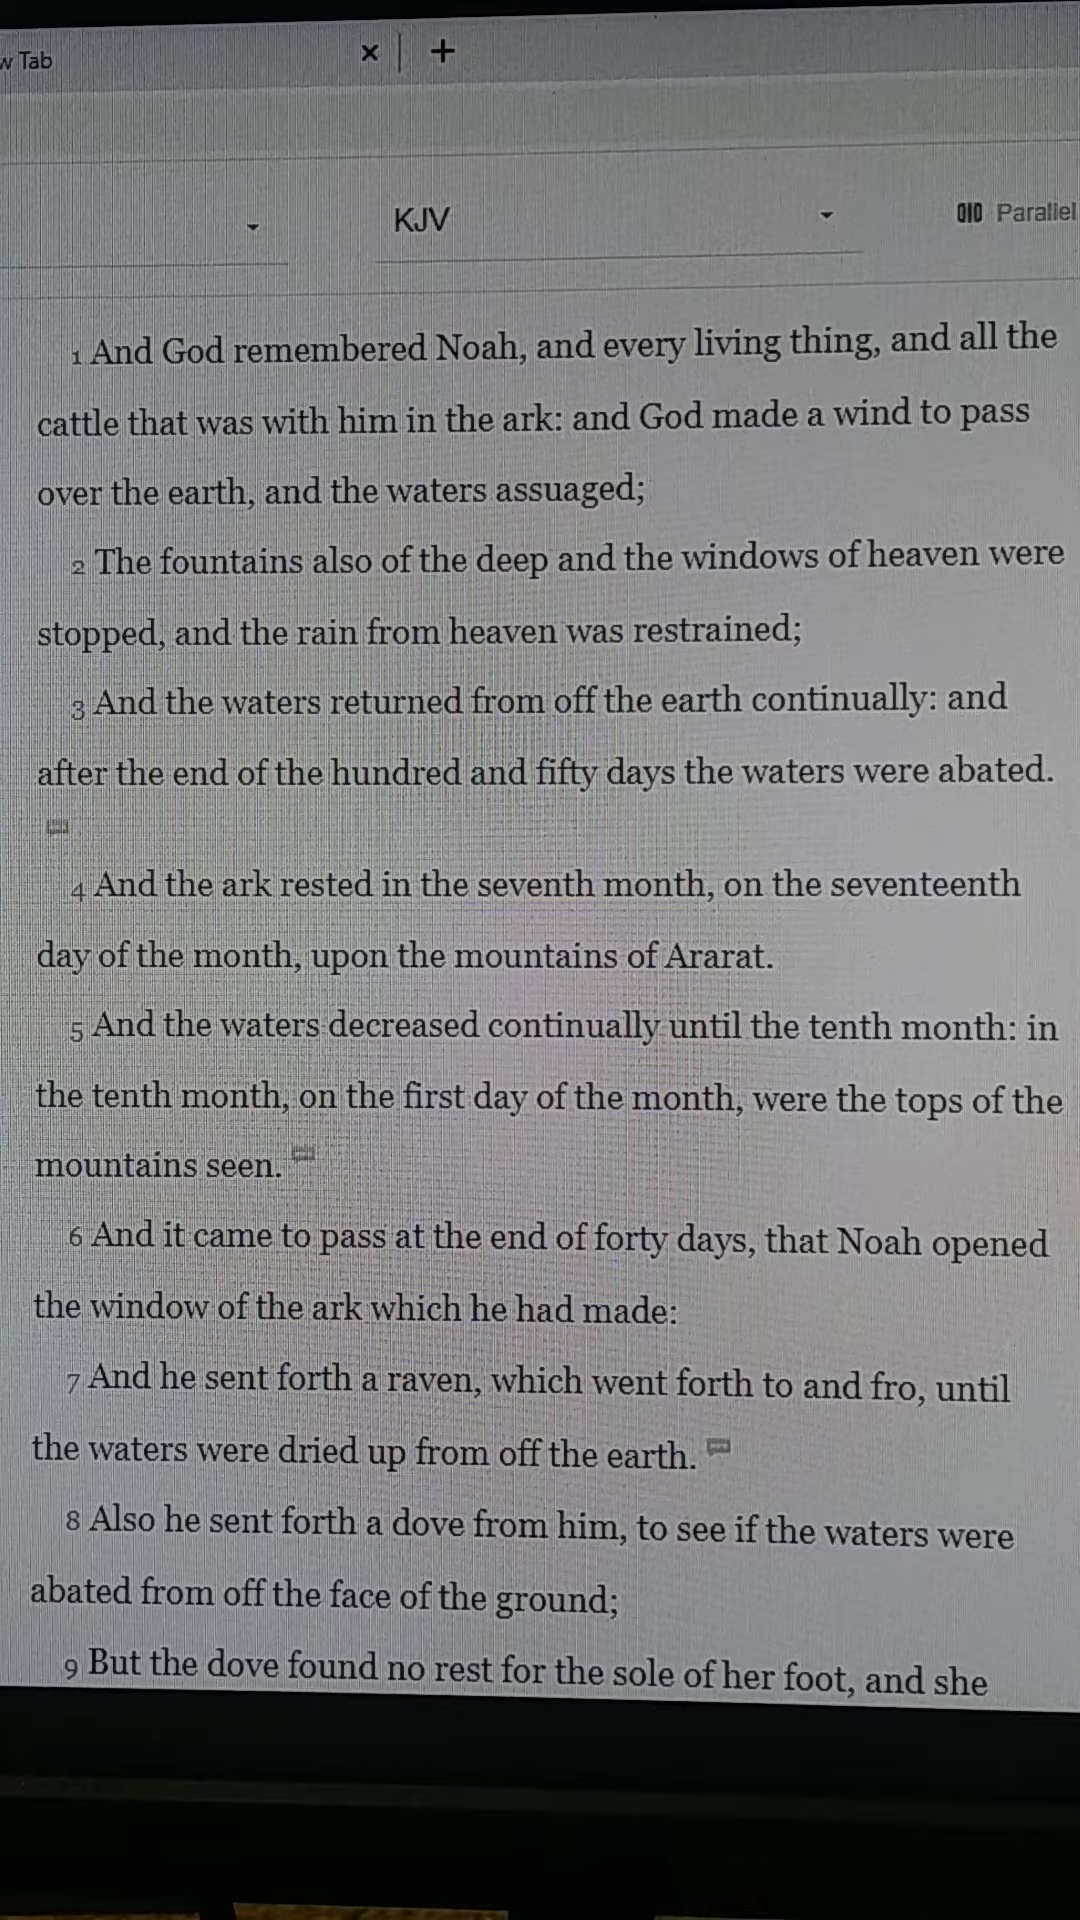 w Tab × +
KJV Parallel
1 And God remembered Noah, and every living thing, and all the
cattle that was with him in the ark: and God made a wind to pass
over the earth, and the waters assuaged;
2 The fountains also of the deep and the windows of heaven were
stopped, and the rain from heaven was restrained;
3 And the waters returned from off the earth continually: and
after the end of the hundred and fifty days the waters were abated.
4 And the ark rested in the seventh month, on the seventeenth
day of the month, upon the mountains of Ararat.
5 And the waters decreased continually until the tenth month: in
the tenth month, on the first day of the month, were the tops of the
mountains seen.
6 And it came to pass at the end of forty days, that Noah opened
the window of the ark which he had made:
7 And he sent forth a raven, which went forth to and fro, until
the waters were dried up from off the earth.
8 Also he sent forth a dove from him, to see if the waters were
abated from off the face of the ground;
9 But the dove found no rest for the sole of her foot, and she